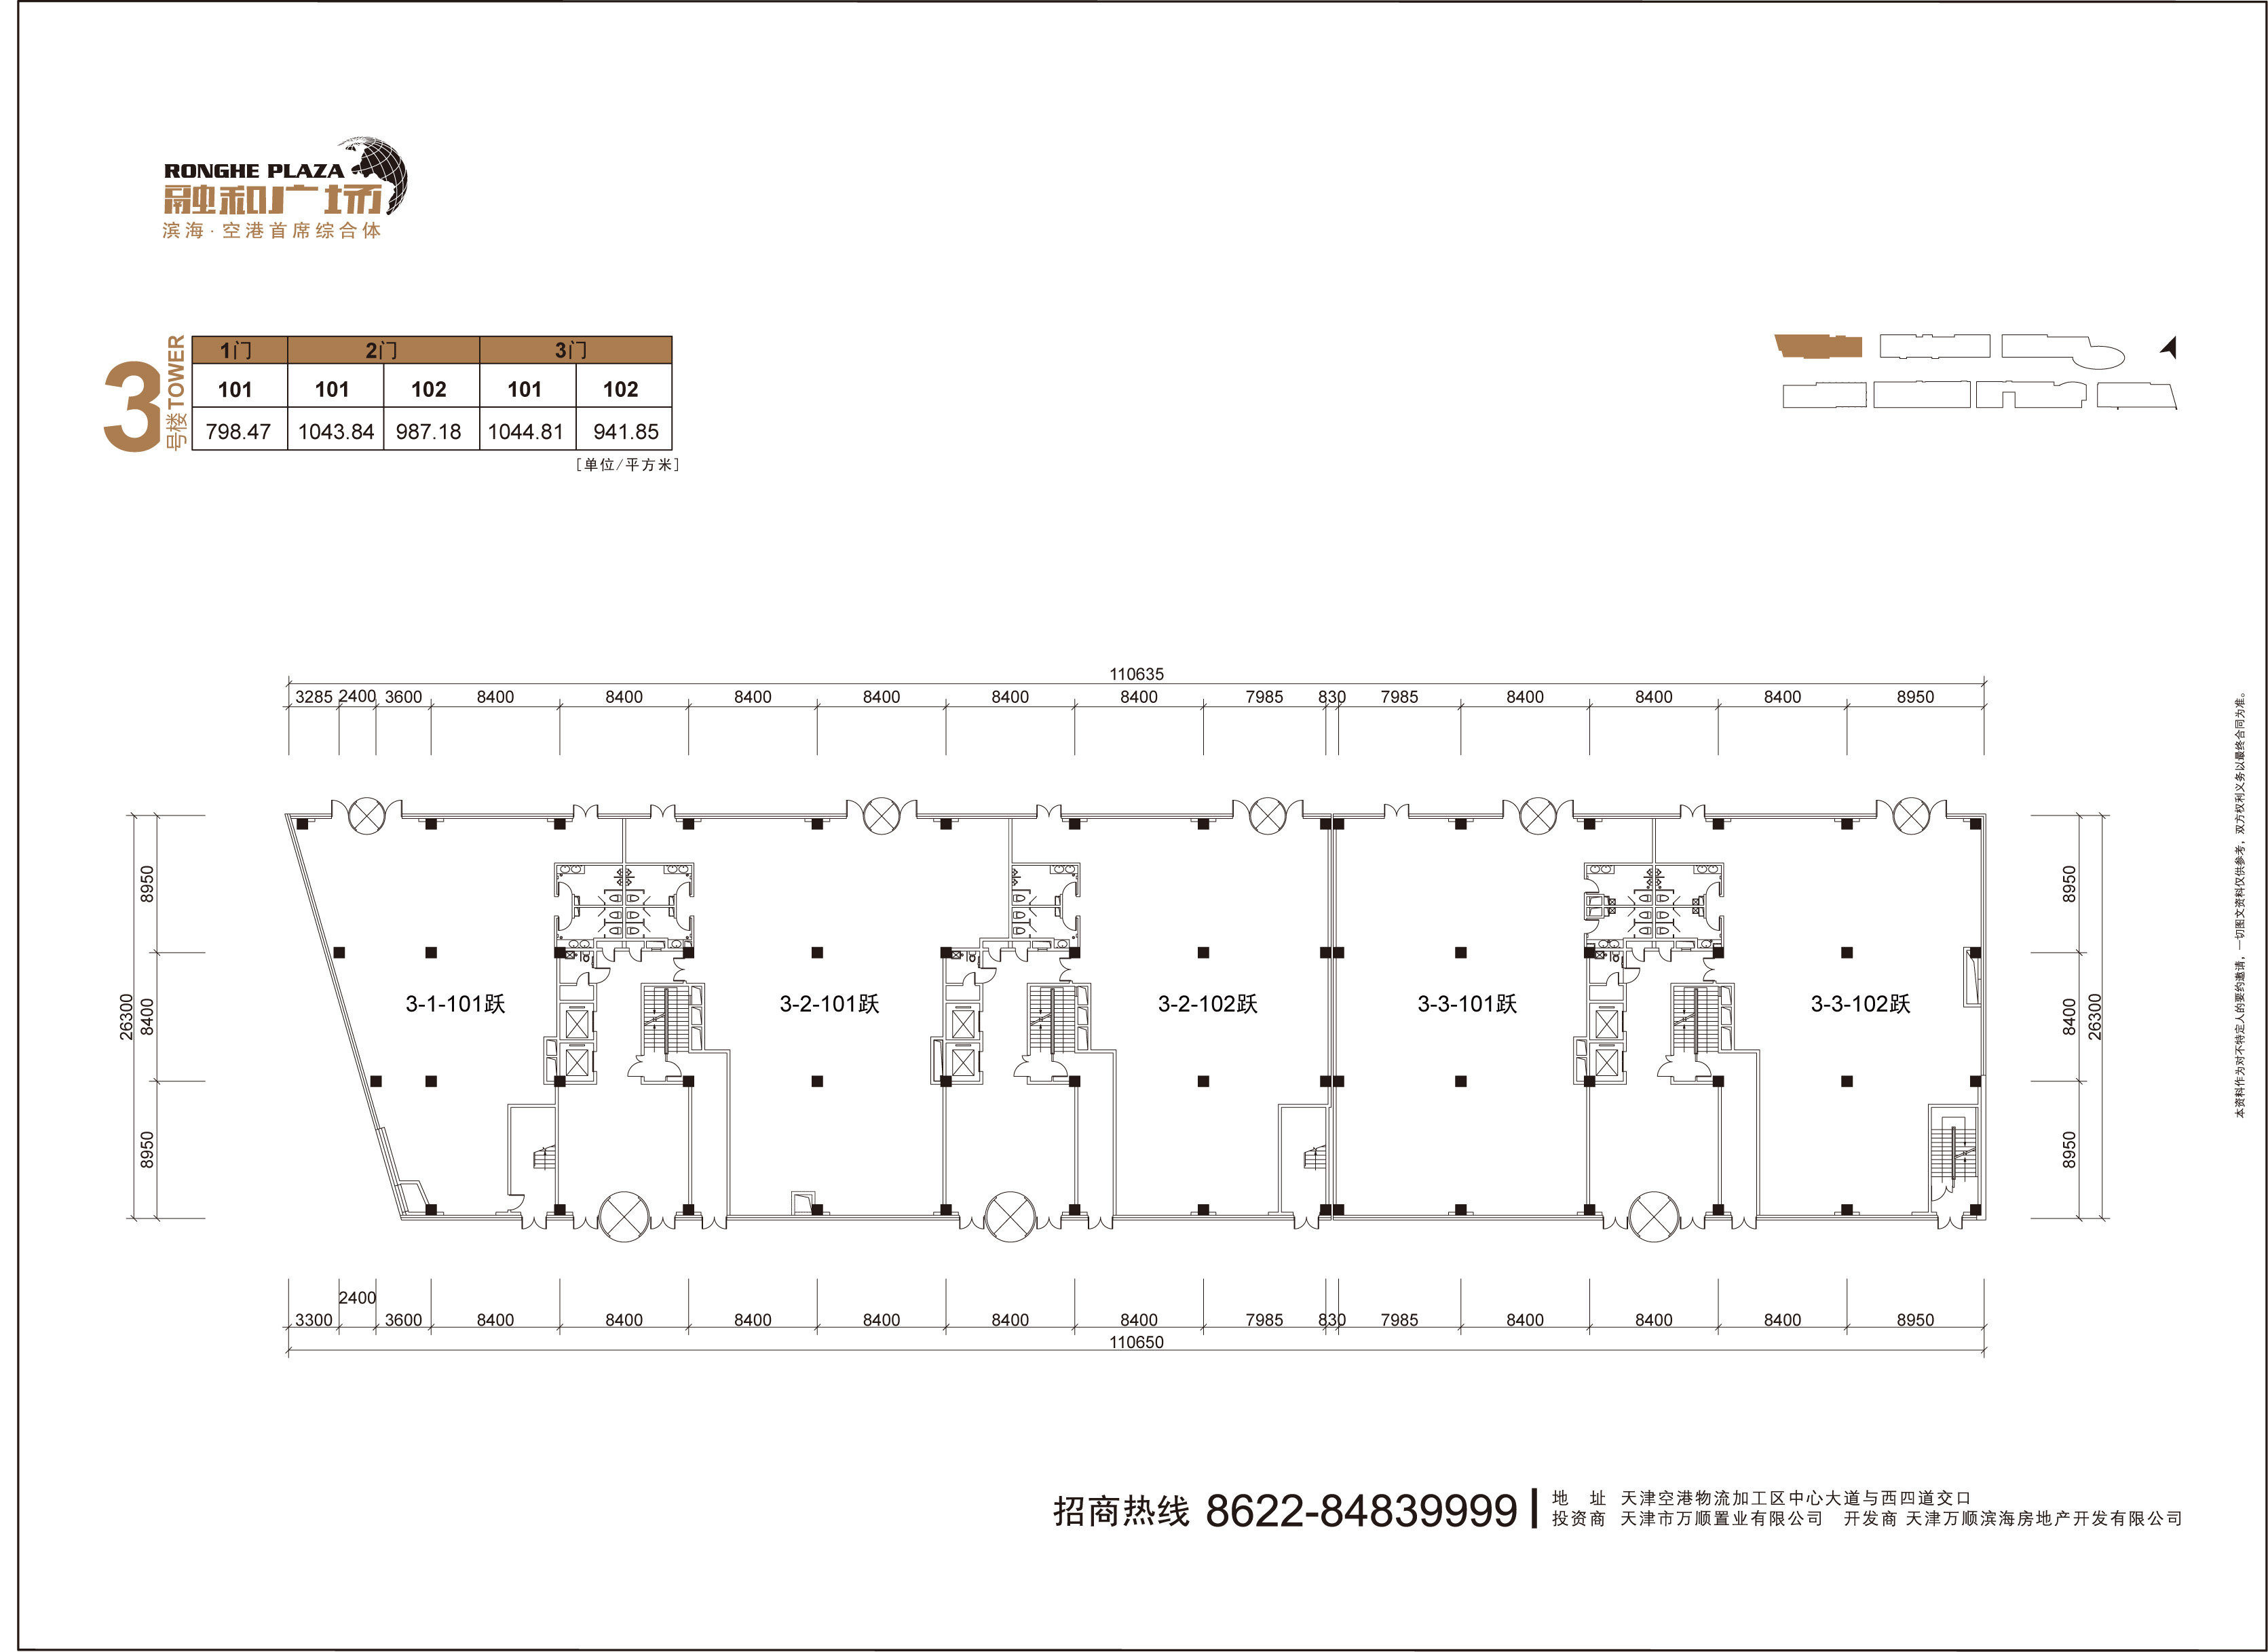 RONGHE PLAZA
融和广场
滨海·空港首席综合体
3 号楼 TOWER
1门 2门 3门
101 101 102 101 102
798.47 1043.84 987.18 1044.81 941.85
[单位/平方米]
110635
3285 2400 3600 8400 8400 8400 8400 8400 8400 7985 830 7985 8400 8400 8400 8950
26300
8950
8400
8950
3-1-101跃 3-2-101跃 3-2-102跃 3-3-101跃 3-3-102跃
8950
8400
8950
26300
2400
3300 3600 8400 8400 8400 8400 8400 8400 7985 830 7985 8400 8400 8400 8950
110650
本资料作为对不特定人的要约邀请，一切图文资料仅供参考，双方权利义务以最终合同为准。
招商热线 8622-84839999
地 址 天津空港物流加工区中心大道与西四道交口
投资商 天津市万顺置业有限公司 开发商 天津万顺滨海房地产开发有限公司